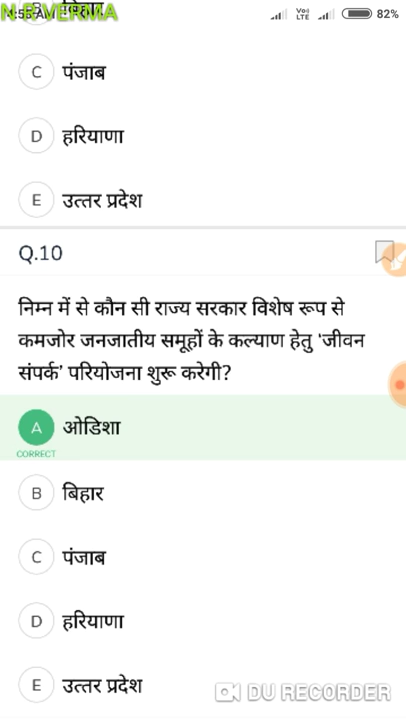 N.P.VERMA
82%
C पंजाब
D हरियाणा
E उत्तर प्रदेश
Q.10
निम्न में से कौन सी राज्य सरकार विशेष रूप से
कमजोर जनजातीय समूहों के कल्याण हेतु 'जीवन
संपर्क' परियोजना शुरू करेगी?
A ओडिशा
CORRECT
B बिहार
C पंजाब
D हरियाणा
E उत्तर प्रदेश
DU RECORDER